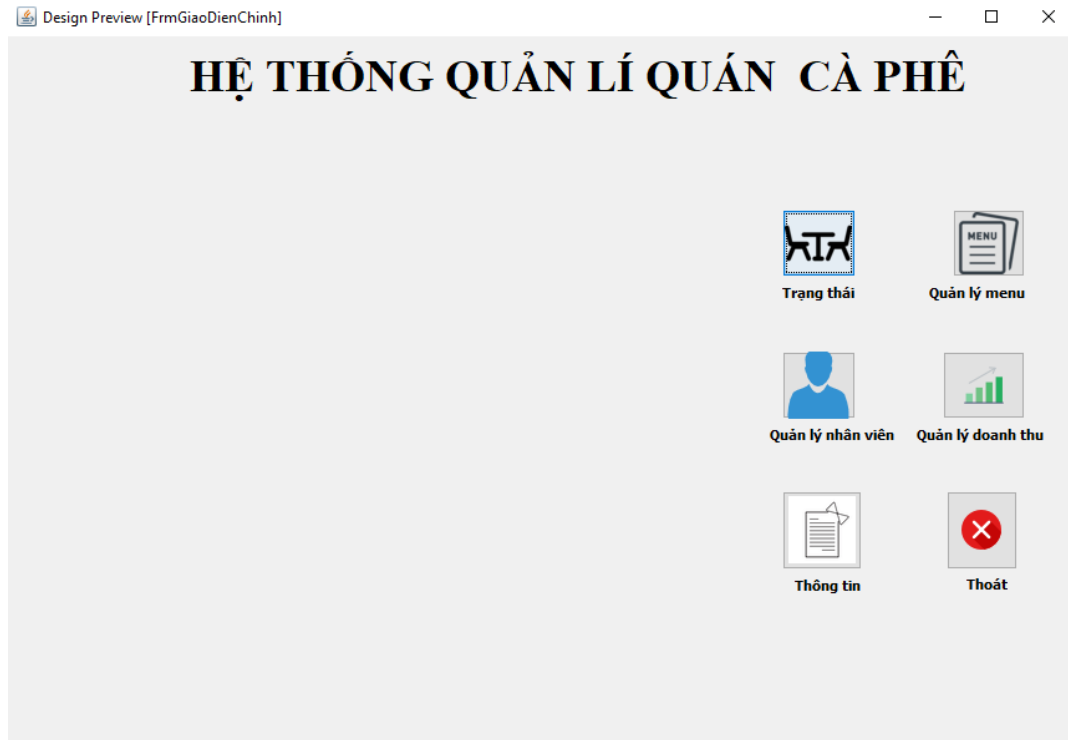 Design Preview [FrmGiaoDienChinh]
HỆ THỐNG QUẢN LÍ QUÁN CÀ PHÊ
MENU
Trạng thái Quản lý menu
Quản lý nhân viên Quản lý doanh thu
Thông tin Thoát